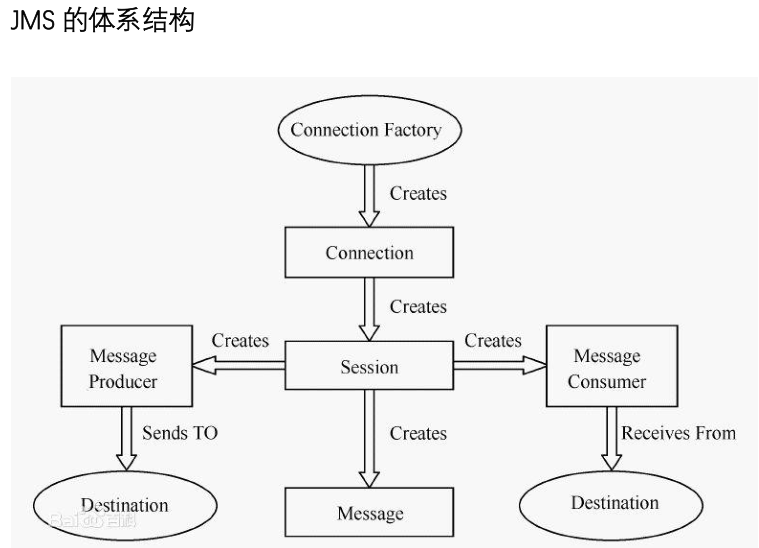 JMS 的体系结构
Connection Factory
Creates
Connection
Creates
Creates
Creates
Message
Producer
Session
Message
Consumer
Sends TO
Creates
Receives From
Destination
Message
Destination
Bai百科